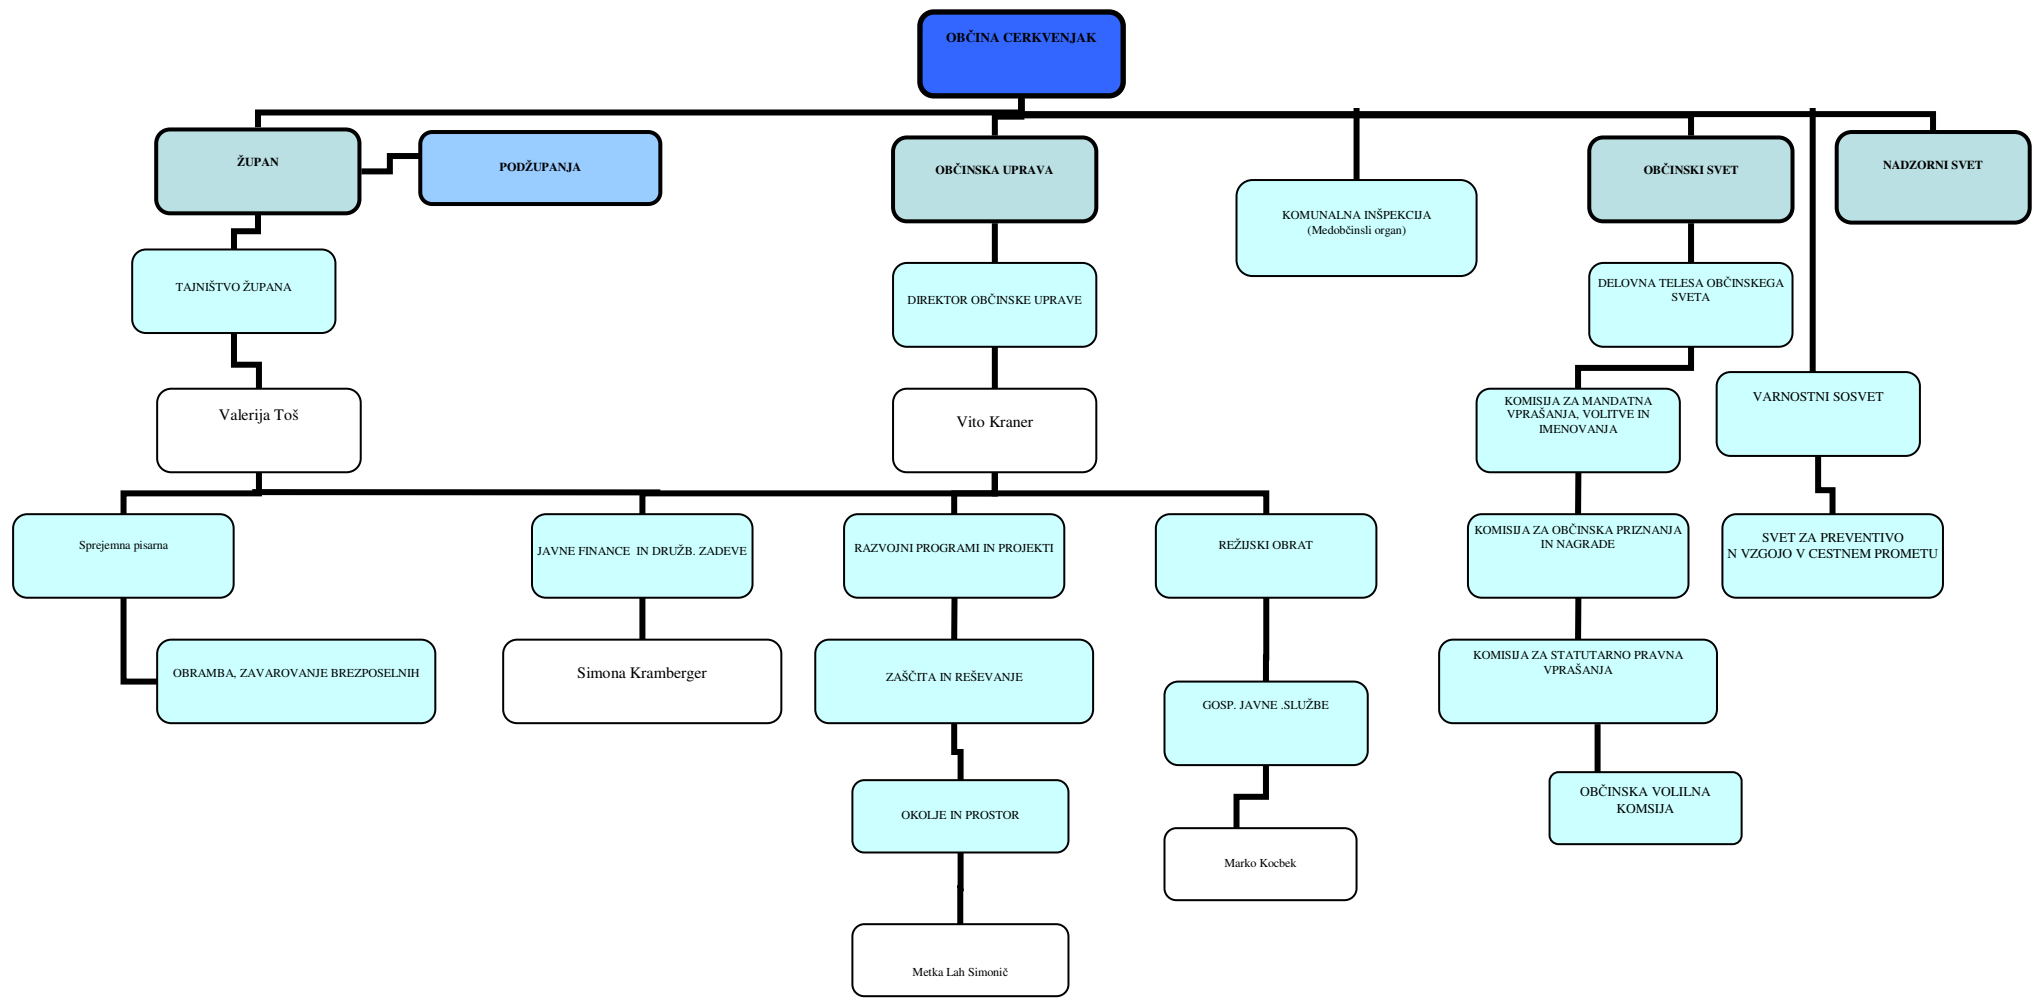 OBČINA CERKVENJAK
ŽUPAN
PODŽUPANJA
OBČINSKA UPRAVA
KOMUNALNA INŠPEKCIJA
(Medobčinsli organ)
OBČINSKI SVET
NADZORNI SVET
TAJNIŠTVO ŽUPANA
DIREKTOR OBČINSKE UPRAVE
DELOVNA TELESA OBČINSKEGA
SVETA
Valerija Toš
Vito Kraner
KOMISIJA ZA MANDATNA
VPRAŠANJA, VOLITVE IN
IMENOVANJA
VARNOSTNI SOSVET
Sprejemna pisarna
JAVNE FINANCE  IN DRUŽB. ZADEVE
RAZVOJNI PROGRAMI IN PROJEKTI
REŽIJSKI OBRAT
KOMISIJA ZA OBČINSKA PRIZNANJA
IN NAGRADE
SVET ZA PREVENTIVO
N VZGOJO V CESTNEM PROMETU
OBRAMBA, ZAVAROVANJE BREZPOSELNIH
Simona Kramberger
ZAŠČITA IN REŠEVANJE
GOSP. JAVNE .SLUŽBE
KOMISIJA ZA STATUTARNO PRAVNA
VPRAŠANJA
OKOLJE IN PROSTOR
Marko Kocbek
OBČINSKA VOLILNA
KOMSIJA
Metka Lah Simonič